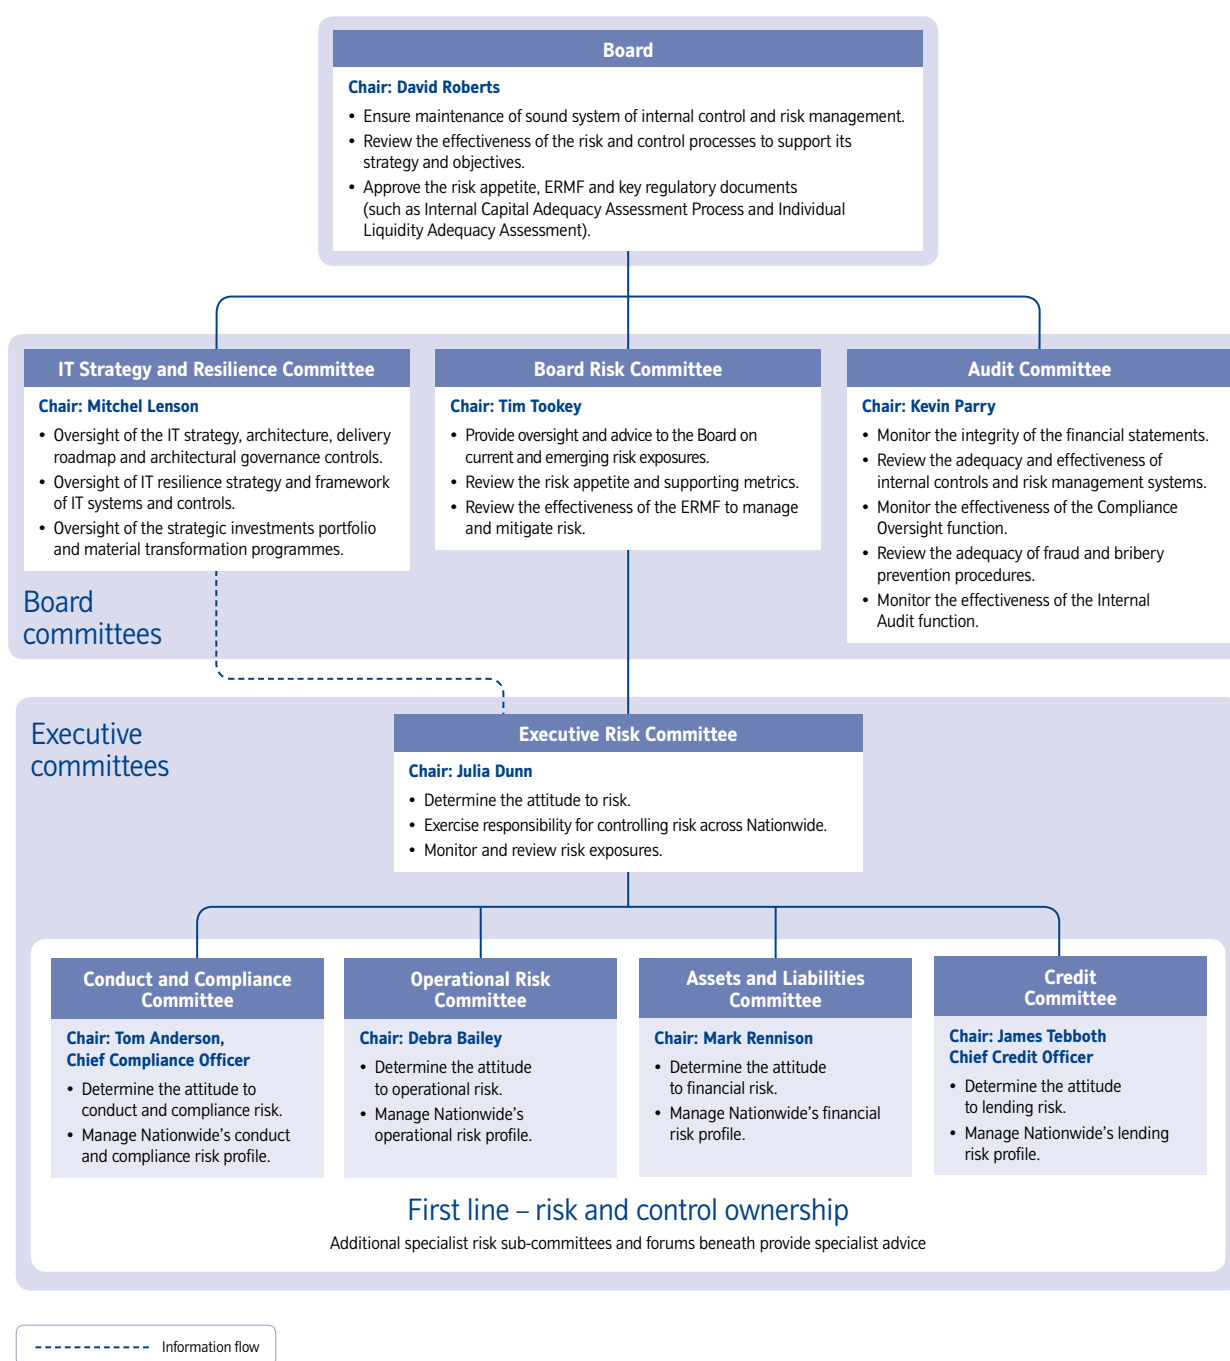 Board
Chair: David Roberts
• Ensure maintenance of sound system of internal control and risk management.
• Review the effectiveness of the risk and control processes to support its
strategy and objectives.
• Approve the risk appetite, ERMF and key regulatory documents
(such as Internal Capital Adequacy Assessment Process and Individual
Liquidity Adequacy Assessment).
IT Strategy and Resilience Committee
Chair: Mitchel Lenson
• Oversight of the IT strategy, architecture, delivery
roadmap and architectural governance controls.
• Oversight of IT resilience strategy and framework
of IT systems and controls.
• Oversight of the strategic investments portfolio
and material transformation programmes.
Board Risk Committee
Chair: Tim Tookey
• Provide oversight and advice to the Board on
current and emerging risk exposures.
• Review the risk appetite and supporting metrics.
• Review the effectiveness of the ERMF to manage
and mitigate risk.
Audit Committee
Chair: Kevin Parry
• Monitor the integrity of the financial statements.
• Review the adequacy and effectiveness of
internal controls and risk management systems.
• Monitor the effectiveness of the Compliance
Oversight function.
• Review the adequacy of fraud and bribery
prevention procedures.
• Monitor the effectiveness of the Internal
Audit function.
Board
committees
Executive
committees
Executive Risk Committee
Chair: Julia Dunn
• Determine the attitude to risk.
• Exercise responsibility for controlling risk across Nationwide.
• Monitor and review risk exposures.
Conduct and Compliance
Committee
Chair: Tom Anderson,
Chief Compliance Officer
• Determine the attitude to
conduct and compliance risk.
• Manage Nationwide's conduct
and compliance risk profile.
Operational Risk
Committee
Chair: Debra Bailey
• Determine the attitude
to operational risk.
• Manage Nationwide's
operational risk profile.
Assets and Liabilities
Committee
Chair: Mark Rennison
• Determine the attitude
to financial risk.
• Manage Nationwide's financial
risk profile.
Credit
Committee
Chair: James Tebboth
Chief Credit Officer
• Determine the attitude
to lending risk.
• Manage Nationwide's lending
risk profile.
First line – risk and control ownership
Additional specialist risk sub-committees and forums beneath provide specialist advice
Information flow